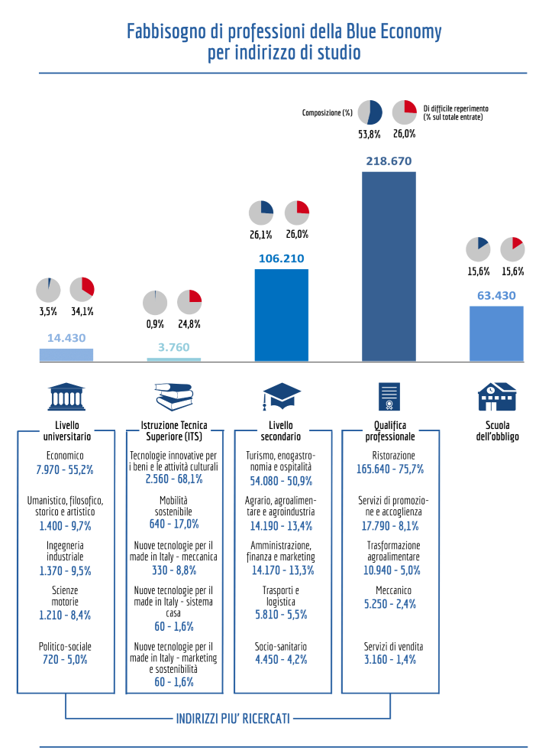 Fabbisogno di professioni della Blue Economy
per indirizzo di studio
Composizione (%)
53,8%
Di difficile reperimento
(% sul totale entrate)
26,0%
218.670
26,1%
26,0%
106.210
15,6%
15,6%
63.430
3,5%
34,1%
14.430
0,9%
24,8%
3.760
Livello
universitario
Economico
7.970 - 55,2%
Umanistico, filosofico,
storico e artistico
1.400 - 9,7%
Ingegneria
industriale
1.370 - 9,5%
Scienze
motorie
1.210 - 8,4%
Politico-sociale
720 - 5,0%
Istruzione Tecnica
Superiore (ITS)
Tecnologie innovative per
i beni e le attività culturali
2.560 - 68,1%
Mobilità
sostenibile
640 - 17,0%
Nuove tecnologie per il
made in Italy - meccanica
330 - 8,8%
Nuove tecnologie per il
made in Italy - sistema
casa
60 - 1,6%
Nuove tecnologie per il
made in Italy - marketing
e sostenibilità
60 - 1,6%
Livello
secondario
Turismo, enogastro-
nomia e ospitalità
54.080 - 50,9%
Agrario, agroalimen-
tare e agroindustria
14.190 - 13,4%
Amministrazione,
finanza e marketing
14.170 - 13,3%
Trasporti e
logistica
5.810 - 5,5%
Socio-sanitario
4.450 - 4,2%
Qualifica
professionale
Ristorazione
165.640 - 75,7%
Servizi di promozio-
ne e accoglienza
17.790 - 8,1%
Trasformazione
agroalimentare
10.940 - 5,0%
Meccanico
5.250 - 2,4%
Servizi di vendita
3.160 - 1,4%
Scuola
dell'obbligo
INDIRIZZI PIU' RICERCATI